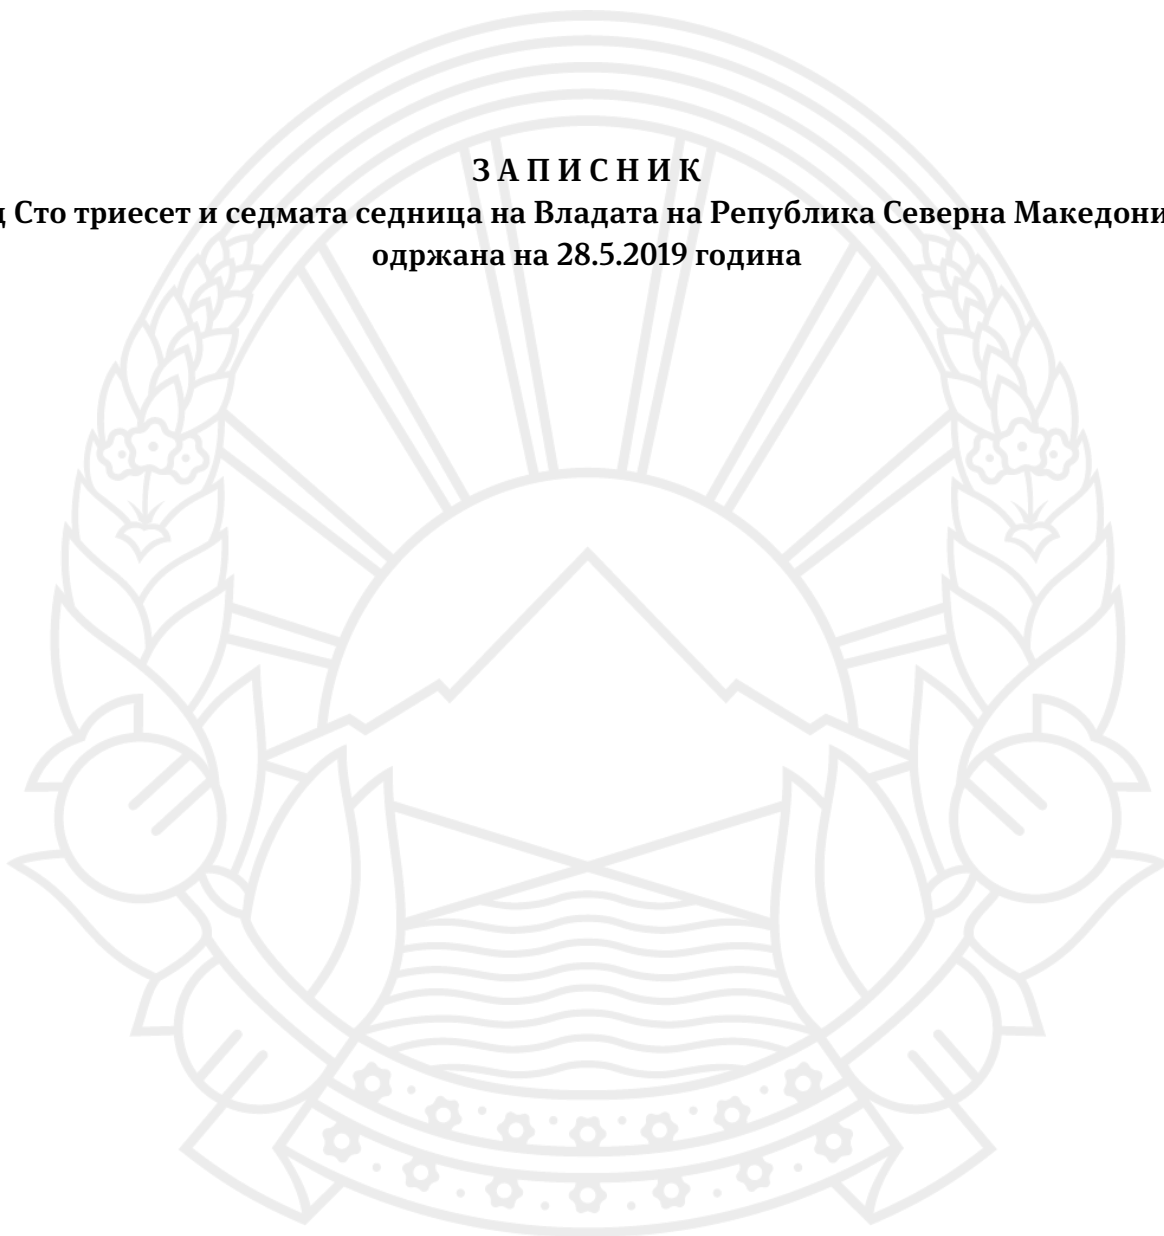 З А П И С Н И К
д Сто триесет и седмата седница на Владата на Република Северна Македони
одржана на 28.5.2019 година